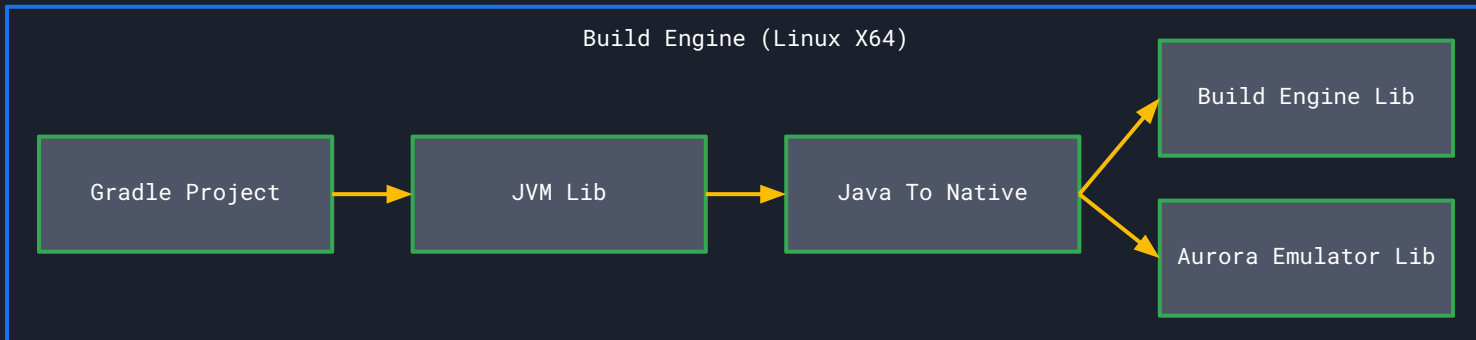 Build Engine (Linux X64)
Gradle Project
JVM Lib
Java To Native
Build Engine Lib
Aurora Emulator Lib